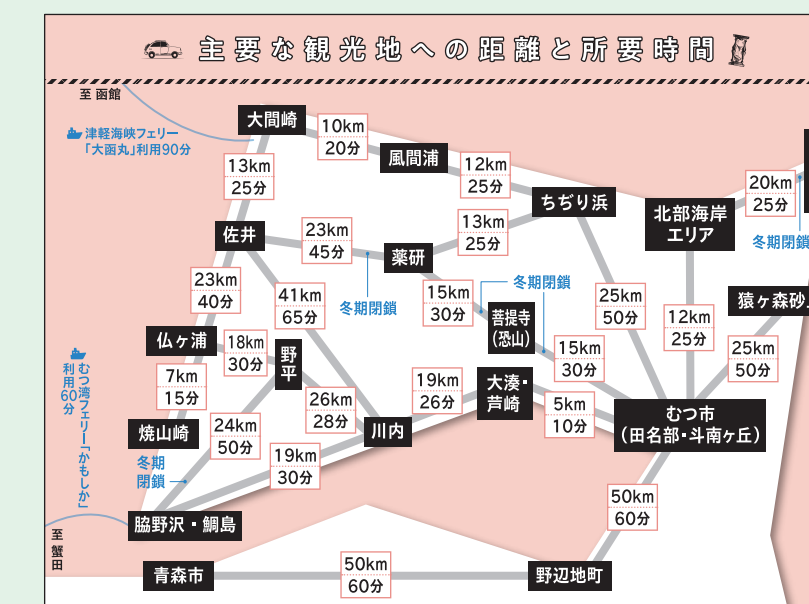 主要な観光地への距離と所要時間
至 函館
津軽海峡フェリー
「大函丸」利用90分
大間崎
10km
20分
風間浦
12km
25分
ちぢり浜
13km
25分
20km
25分
北部海岸
エリア
冬期閉鎖
佐井
23km
45分
13km
25分
薬研
冬期閉鎖
23km
40分
41km
65分
15km
30分
冬期閉鎖
菩提寺
(恐山)
25km
50分
12km
25分
猿ヶ森砂
仏ヶ浦
18km
30分
野平
15km
30分
25km
50分
むつ湾フェリー「かもしか」
利用60分
7km
15分
19km
26分
大湊・
芦崎
5km
10分
むつ市
(田名部・斗南ヶ丘)
焼山崎
24km
50分
26km
28分
川内
冬期
閉鎖
19km
30分
脇野沢・鯛島
50km
60分
至 蟹田
青森市
50km
60分
野辺地町